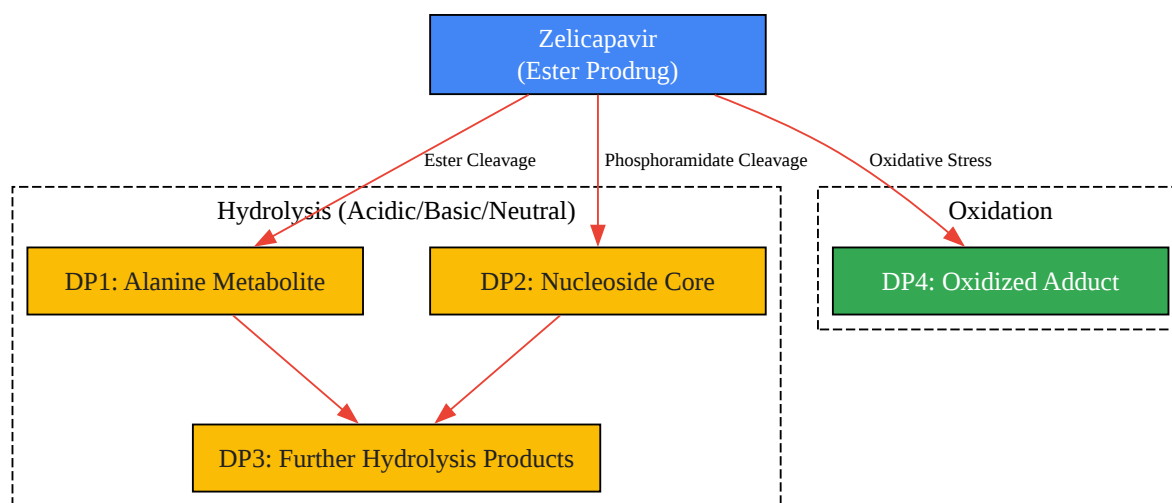 Zelicapavir
(Ester Prodrug)
Ester Cleavage
Phosphoramidate Cleavage
Oxidative Stress
Hydrolysis (Acidic/Basic/Neutral)
Oxidation
DP1: Alanine Metabolite
DP2: Nucleoside Core
DP4: Oxidized Adduct
DP3: Further Hydrolysis Products